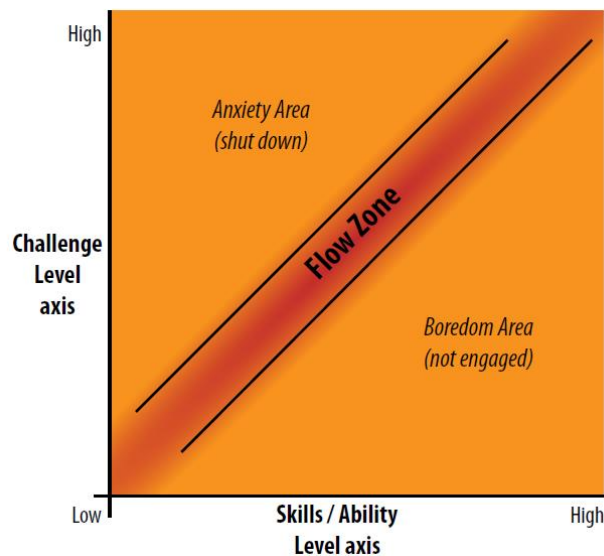 High
Anxiety Area
(shut down)
Flow Zone
Challenge
Level
axis
Boredom Area
(not engaged)
Low
Skills / Ability
High
Level axis